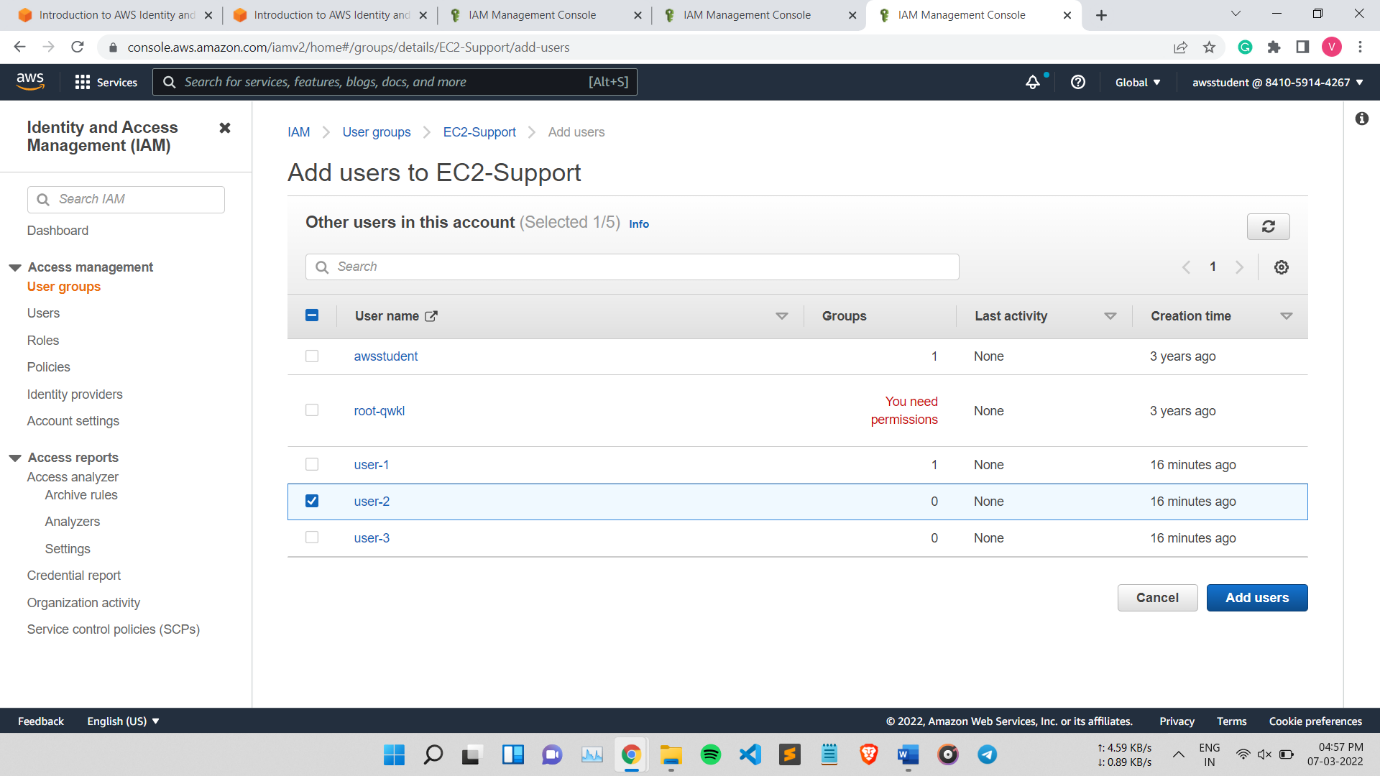 Introduction to AWS Identity and
Introduction to AWS Identity and
IAM Management Console
IAM Management Console
IAM Management Console
console.aws.amazon.com/iamv2/home#/groups/details/EC2-Support/add-users
V
aws
Services
Search for services, features, blogs, docs, and more
[Alt+S]
Global
awsstudent @ 8410-5914-4267
Identity and Access
Management (IAM)
Search IAM
Dashboard
Access management
User groups
Users
Roles
Policies
Identity providers
Account settings
Access reports
Access analyzer
Archive rules
Analyzers
Settings
Credential report
Organization activity
Service control policies (SCPs)
IAM > User groups > EC2-Support > Add users
Add users to EC2-Support
Other users in this account (Selected 1/5) Info
Search
1
User name Groups Last activity Creation time
awsstudent 1 None 3 years ago
root-qwkl You need permissions None 3 years ago
user-1 1 None 16 minutes ago
user-2 0 None 16 minutes ago
user-3 0 None 16 minutes ago
Cancel Add users
Feedback English (US)
© 2022, Amazon Web Services, Inc. or its affiliates. Privacy Terms Cookie preferences
↑: 4.59 KB/s
↓: 0.89 KB/s
ENG
IN
04:57 PM
07-03-2022